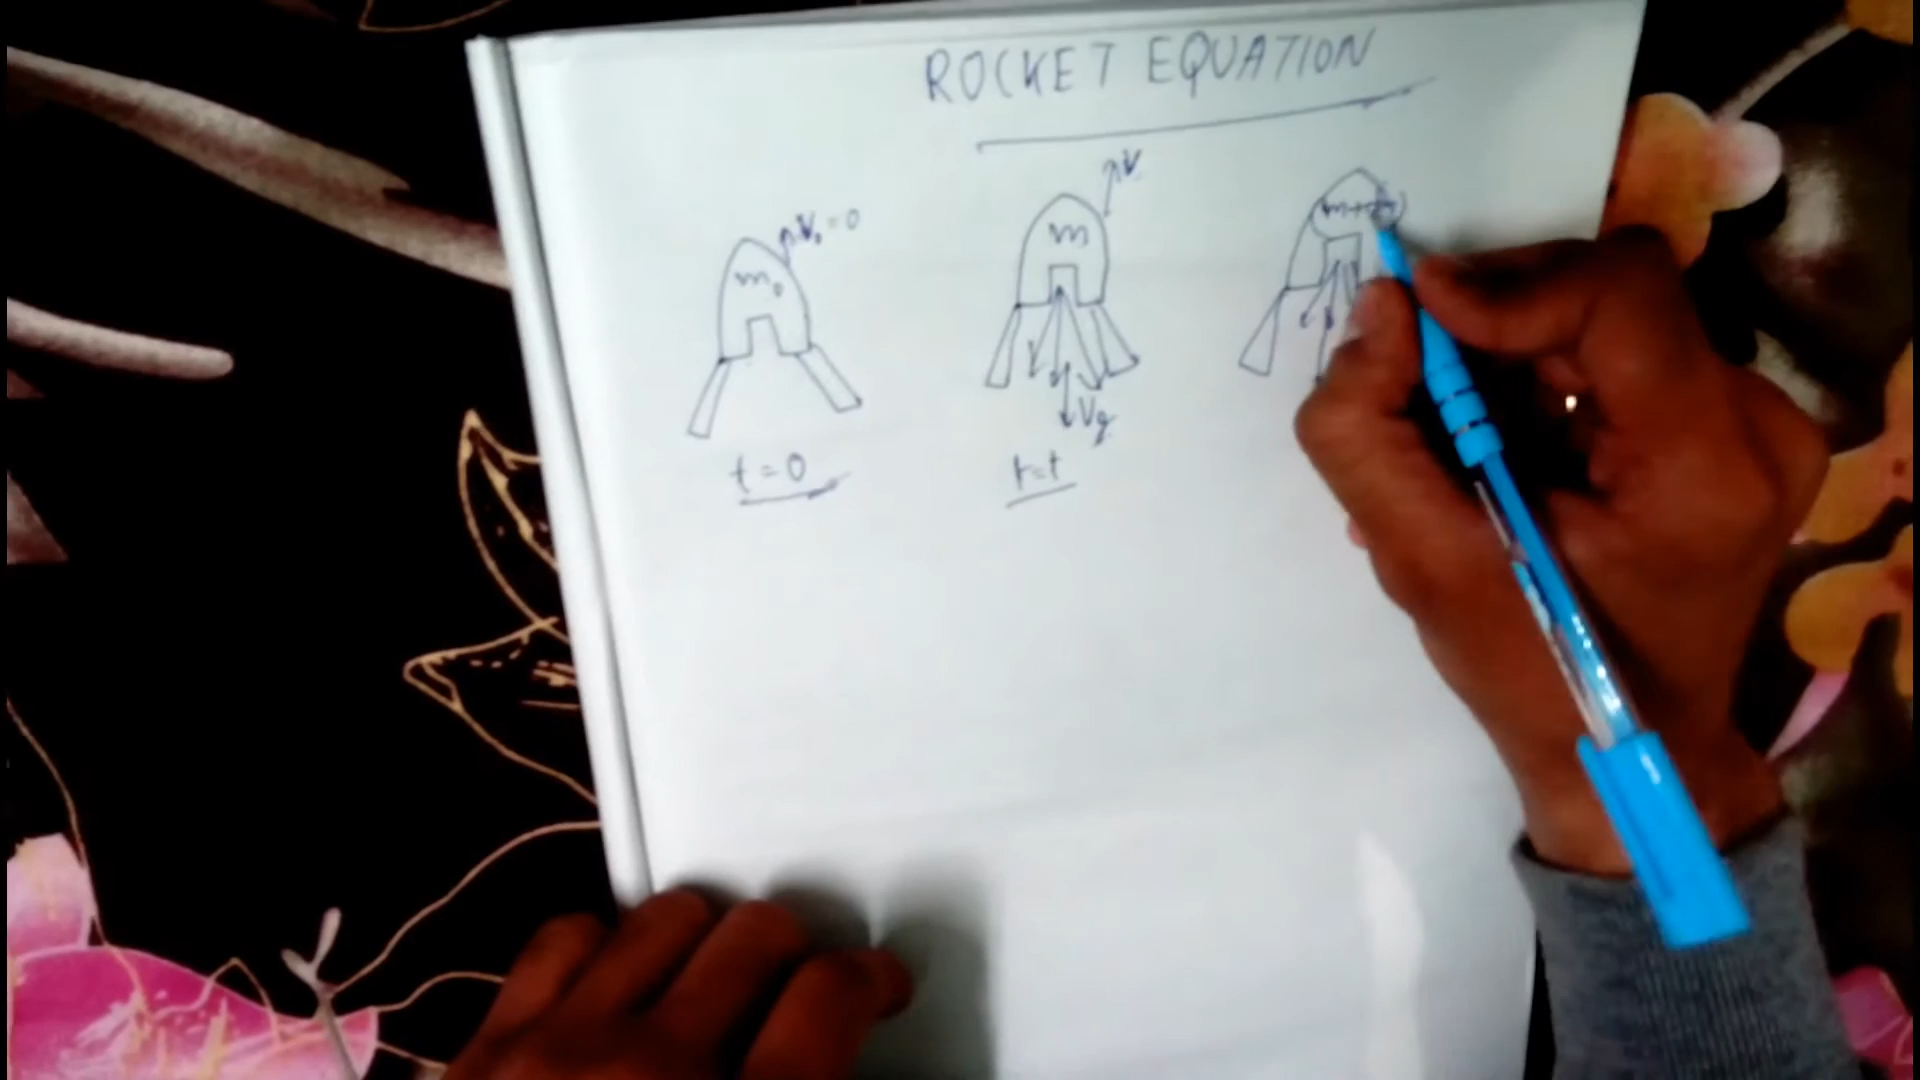 ROCKET EQUATION
V₀ = 0
V
m₀
m
Vg
t = 0
t=t